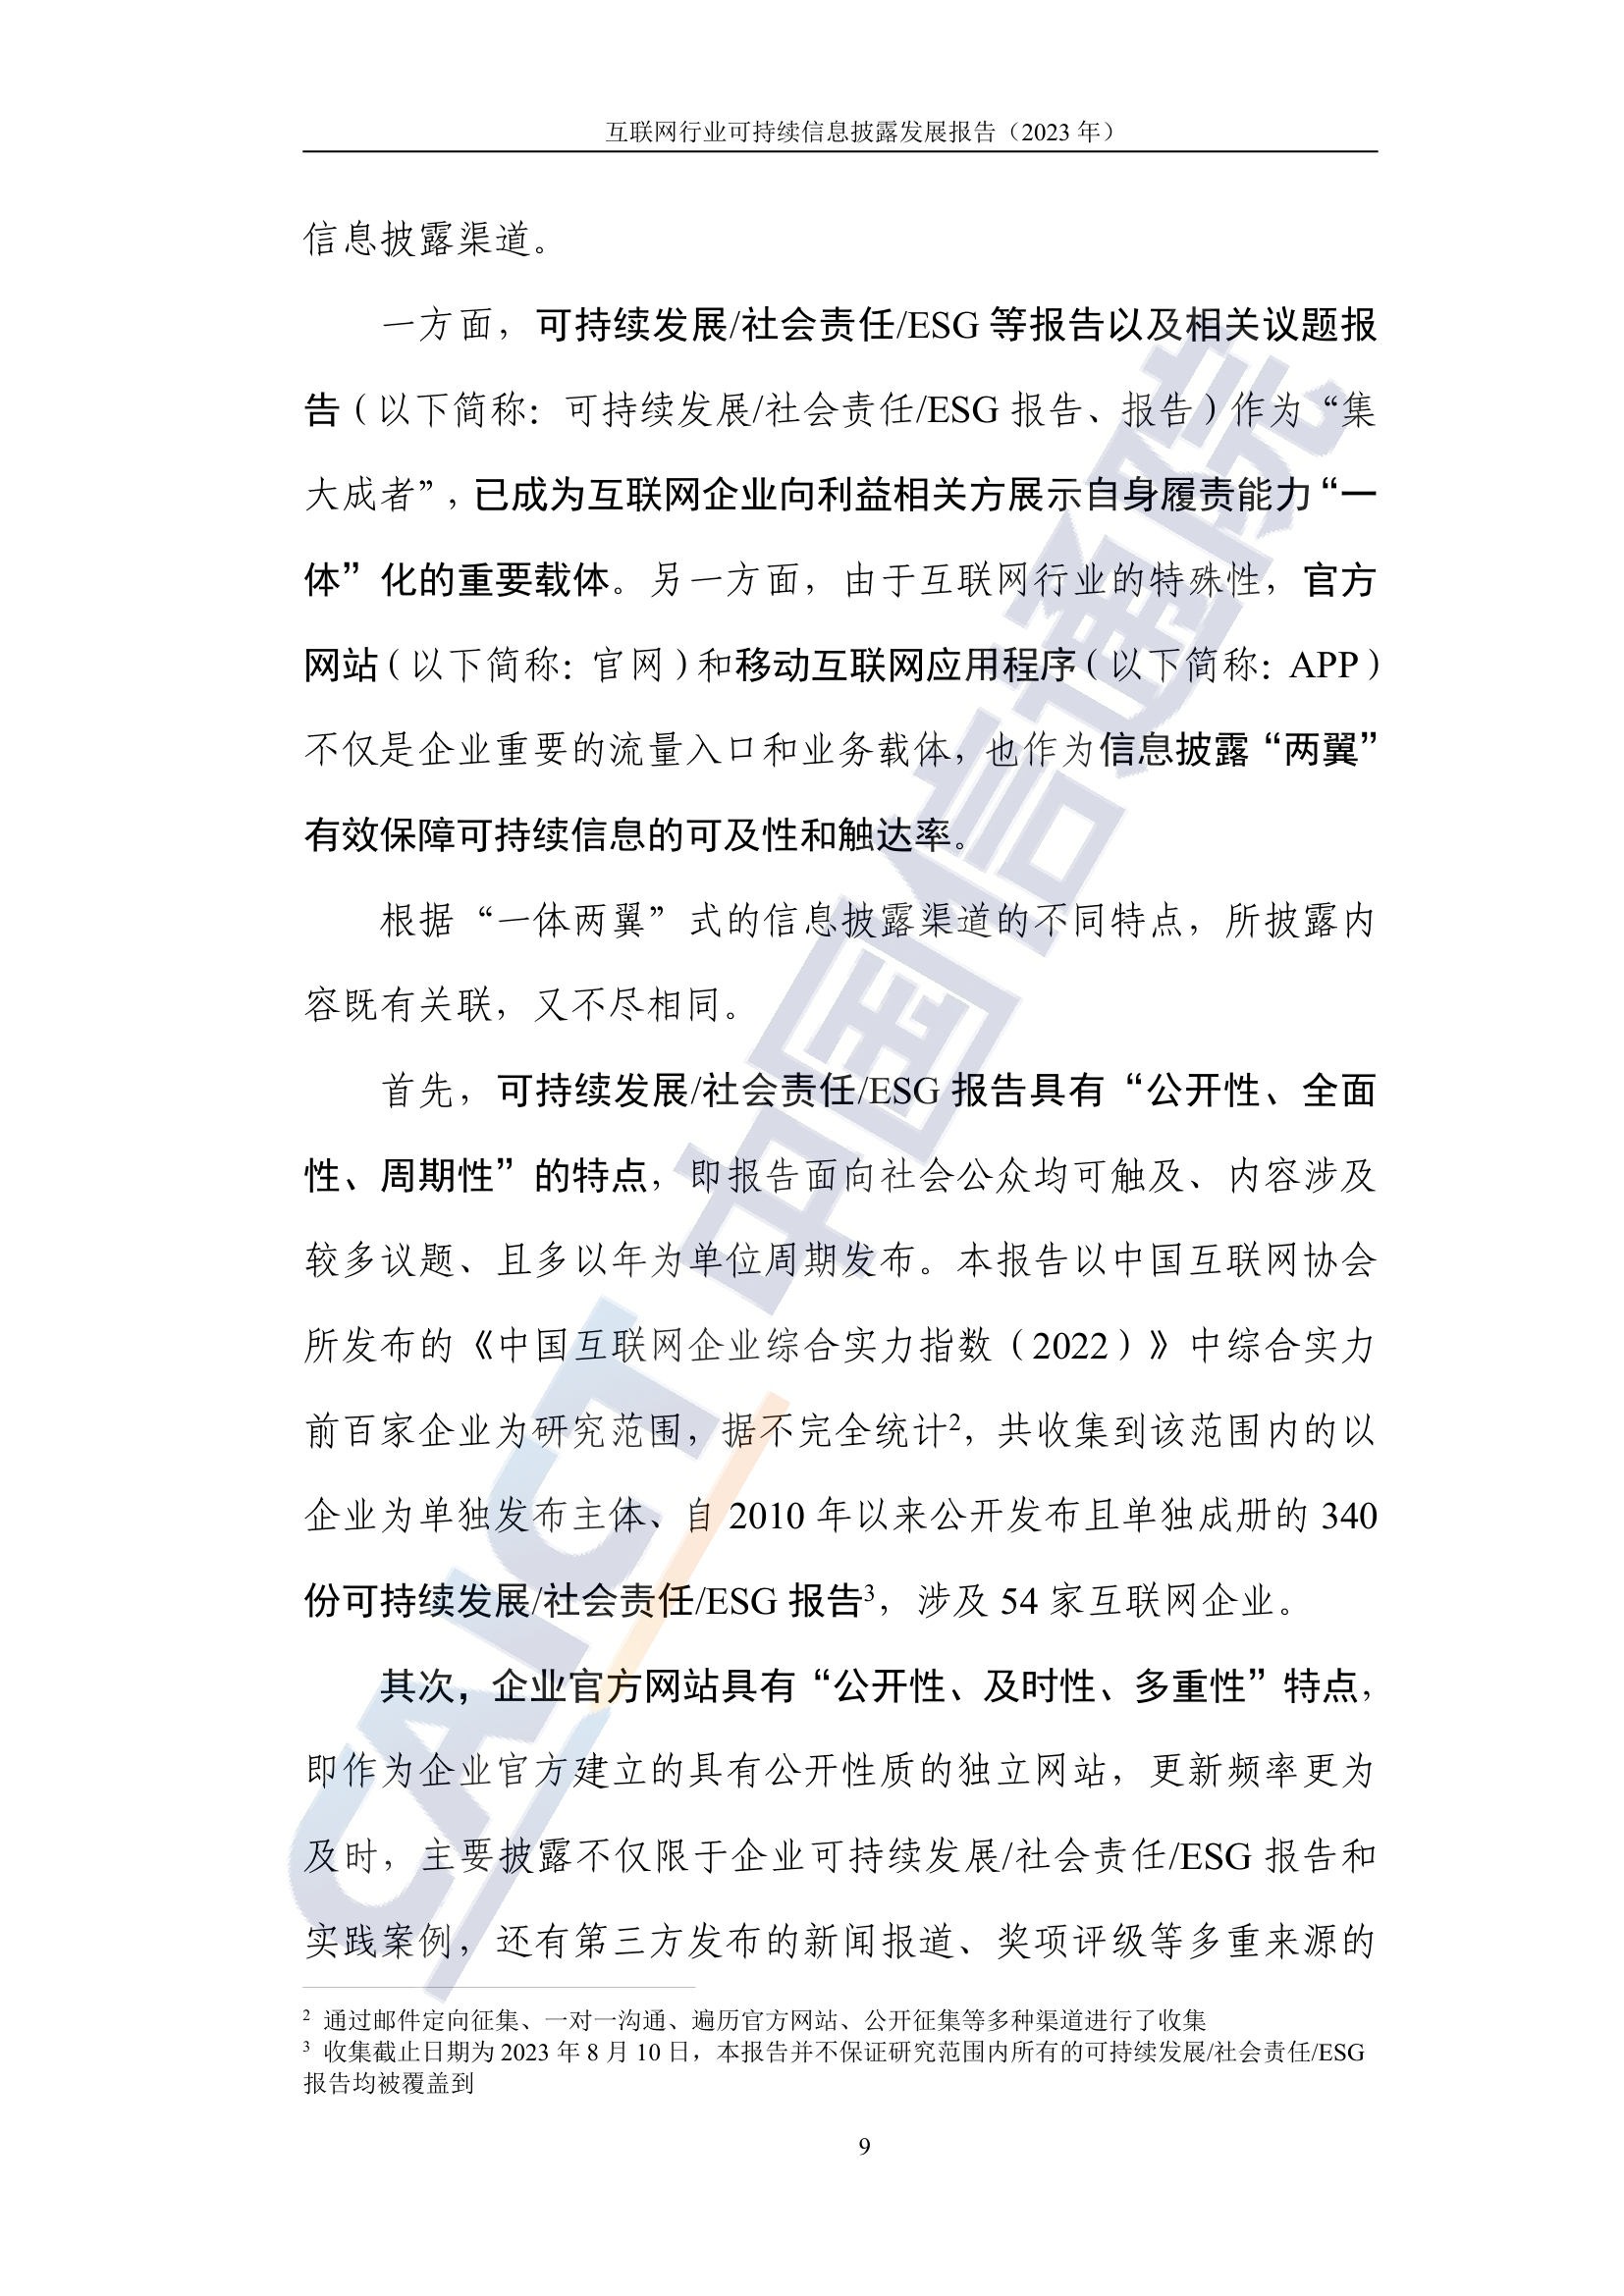 互联网行业可持续信息披露发展报告（2023 年）
信息披露渠道。
一方面，可持续发展/社会责任/ESG 等报告以及相关议题报
告（以下简称：可持续发展/社会责任/ESG 报告、报告）作为“集
大成者”，已成为互联网企业向利益相关方展示自身履责能力“一
体”化的重要载体。另一方面，由于互联网行业的特殊性，官方
网站（以下简称：官网）和移动互联网应用程序（以下简称：APP）
不仅是企业重要的流量入口和业务载体，也作为信息披露“两翼”
有效保障可持续信息的可及性和触达率。
根据“一体两翼”式的信息披露渠道的不同特点，所披露内
容既有关联，又不尽相同。
首先，可持续发展/社会责任/ESG 报告具有“公开性、全面
性、周期性”的特点，即报告面向社会公众均可触及、内容涉及
较多议题、且多以年为单位周期发布。本报告以中国互联网协会
所发布的《中国互联网企业综合实力指数（2022）》中综合实力
前百家企业为研究范围，据不完全统计2，共收集到该范围内的以
企业为单独发布主体、自 2010 年以来公开发布且单独成册的 340
份可持续发展/社会责任/ESG 报告3，涉及 54 家互联网企业。
其次，企业官方网站具有“公开性、及时性、多重性”特点，
即作为企业官方建立的具有公开性质的独立网站，更新频率更为
及时，主要披露不仅限于企业可持续发展/社会责任/ESG 报告和
实践案例，还有第三方发布的新闻报道、奖项评级等多重来源的
2 通过邮件定向征集、一对一沟通、遍历官方网站、公开征集等多种渠道进行了收集
3 收集截止日期为 2023 年 8 月 10 日，本报告并不保证研究范围内所有的可持续发展/社会责任/ESG
报告均被覆盖到
9
CAICT 中国信通院